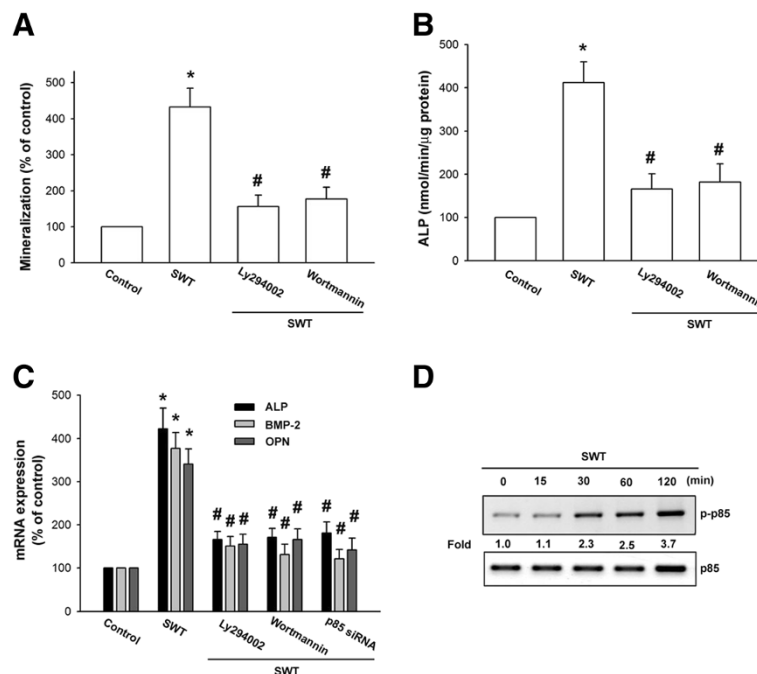 A
Mineralization (% of control)
500
400
300
200
100
0
*
#
#
Control
SWT
Ly294002
Wortmannin
SWT
B
ALP (nmol/min/μg protein)
500
400
300
200
100
0
*
#
#
Control
SWT
Ly294002
Wortmannin
SWT
C
mRNA expression
(% of control)
500
400
300
200
100
0
ALP
BMP-2
OPN
* * *
# # #
# # #
# # #
Control
SWT
Ly294002
Wortmannin
p85 siRNA
SWT
D
SWT
0 15 30 60 120 (min)
p-p85
Fold 1.0 1.1 2.3 2.5 3.7
p85